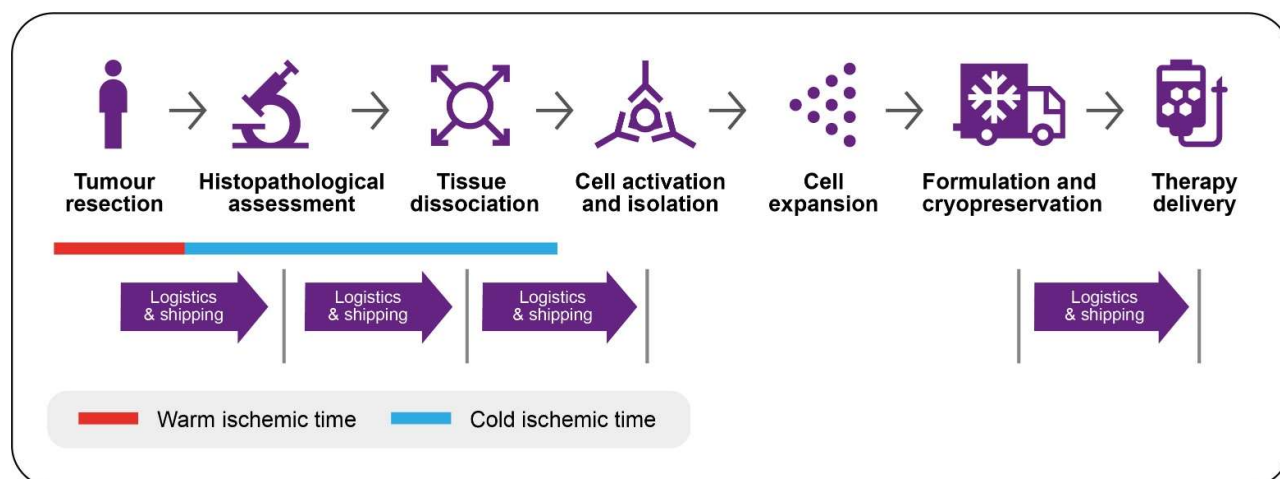 Tumour
resection
Histopathological
assessment
Tissue
dissociation
Cell activation
and isolation
Cell
expansion
Formulation and
cryopreservation
Therapy
delivery
Logistics
& shipping
Logistics
& shipping
Logistics
& shipping
Logistics
& shipping
Warm ischemic time
Cold ischemic time